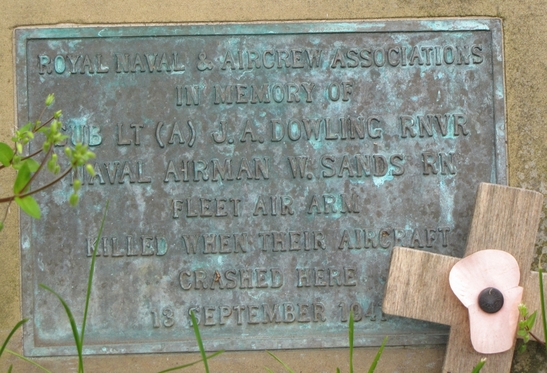 ROYAL NAVAL & AIRCREW ASSOCIATIONS
IN MEMORY OF
SUB LT (A) J. A. DOWLING RNVR
NAVAL AIRMAN W. SANDS RN
FLEET AIR ARM
KILLED WHEN THEIR AIRCRAFT
CRASHED HERE
SEPTEMBER